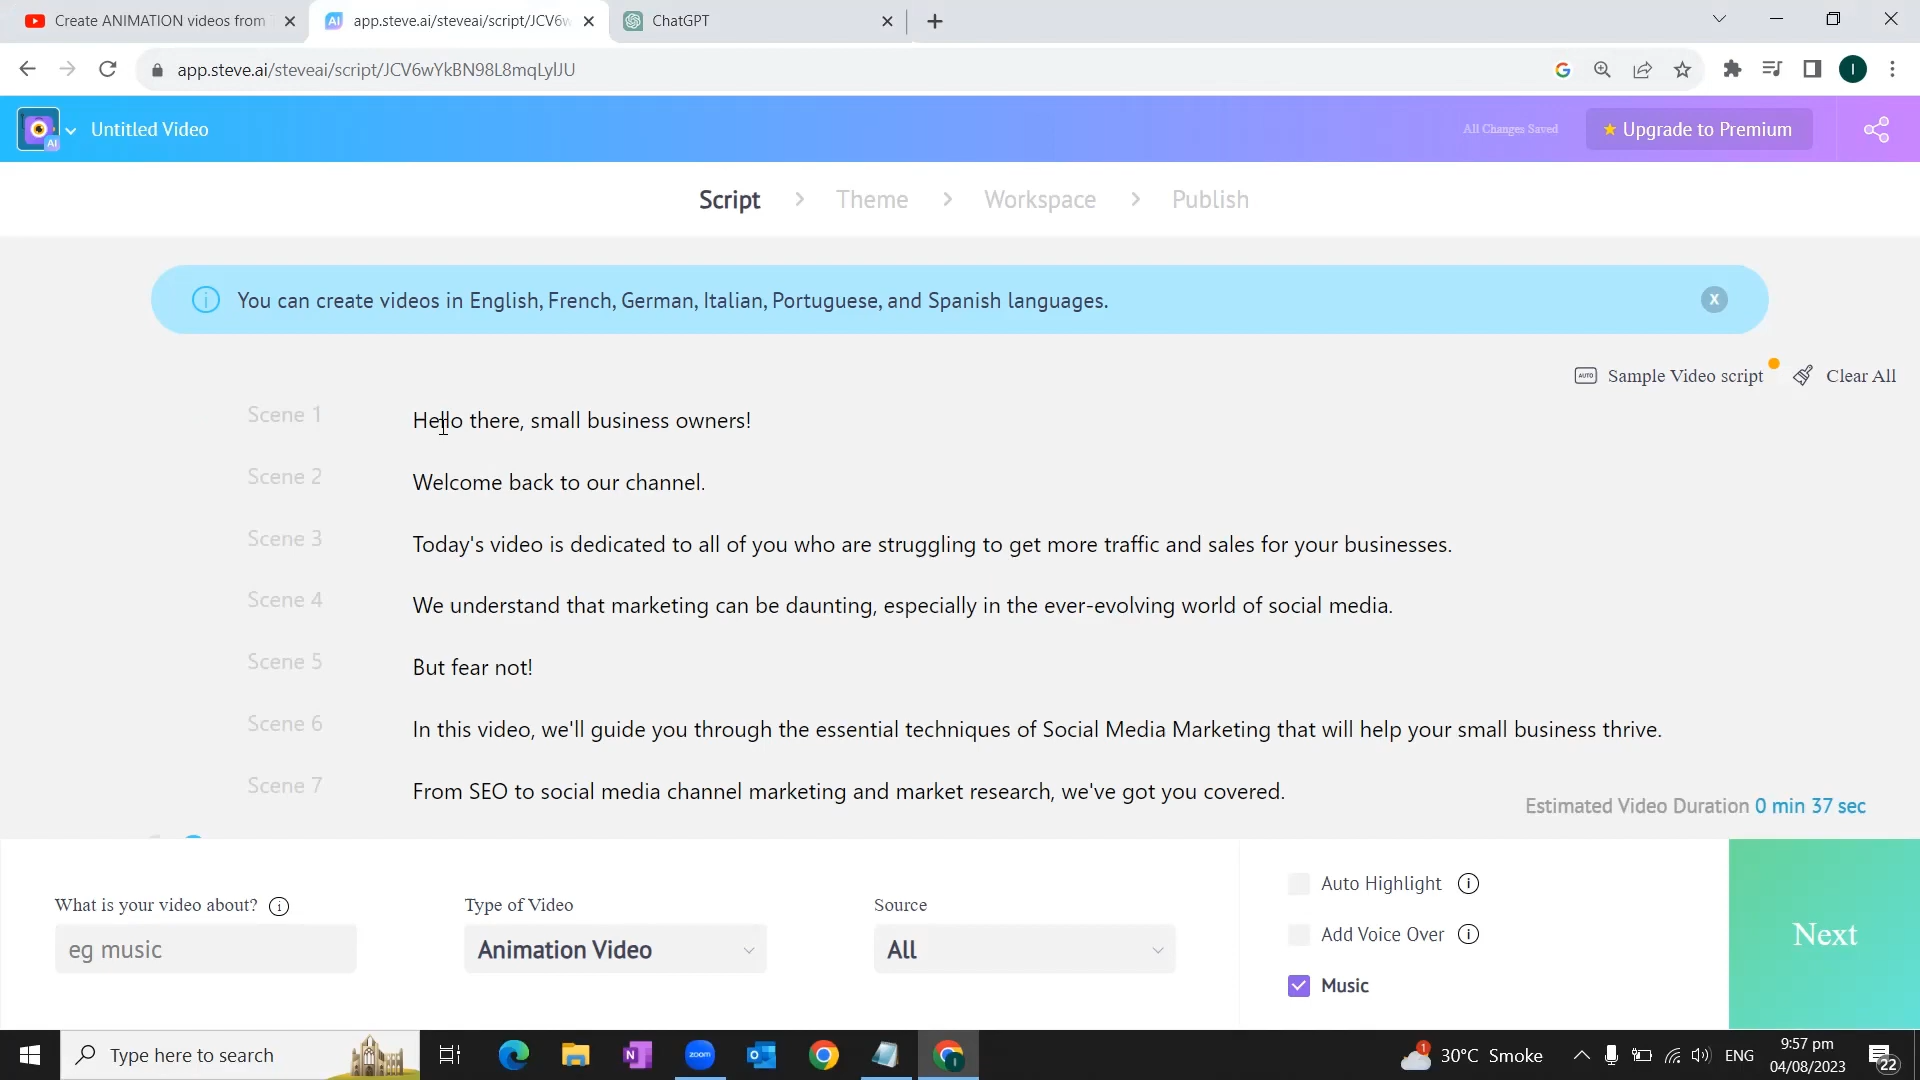 Create ANIMATION videos from
app.steve.ai/steveai/script/JCV6w
ChatGPT
app.steve.ai/steveai/script/JCV6wYkBN98L8mqLylJU
I
AI
Untitled Video
All Changes Saved
Upgrade to Premium
Script > Theme > Workspace > Publish
You can create videos in English, French, German, Italian, Portuguese, and Spanish languages.
X
AUTO Sample Video script
Clear All
Scene 1 Hello there, small business owners!
Scene 2 Welcome back to our channel.
Scene 3 Today's video is dedicated to all of you who are struggling to get more traffic and sales for your businesses.
Scene 4 We understand that marketing can be daunting, especially in the ever-evolving world of social media.
Scene 5 But fear not!
Scene 6 In this video, we'll guide you through the essential techniques of Social Media Marketing that will help your small business thrive.
Scene 7 From SEO to social media channel marketing and market research, we've got you covered.
Estimated Video Duration 0 min 37 sec
What is your video about?
eg music
Type of Video
Animation Video
Source
All
Auto Highlight
Add Voice Over
Music
Next
Type here to search
zoom
1
30°C Smoke
ENG
9:57 pm
04/08/2023
22